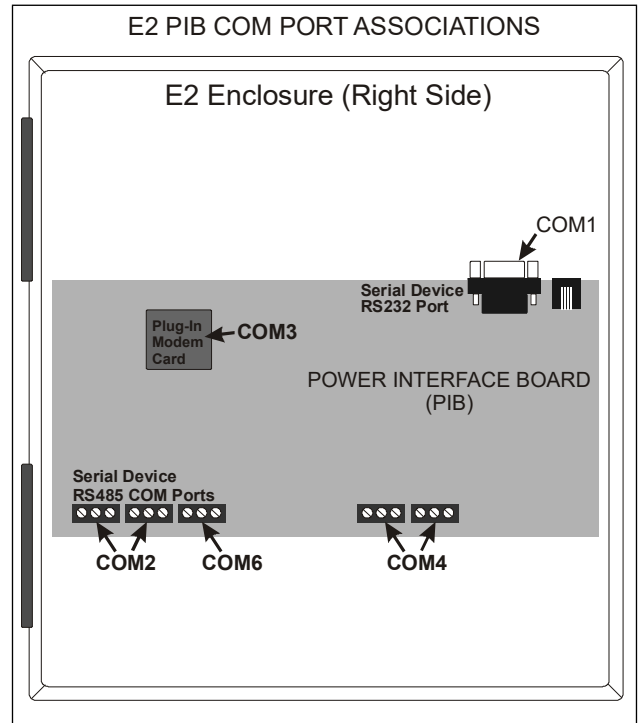 E2 PIB COM PORT ASSOCIATIONS
E2 Enclosure (Right Side)
COM1
Serial Device
RS232 Port
Plug-In
Modem
Card
COM3
POWER INTERFACE BOARD
(PIB)
Serial Device
RS485 COM Ports
COM2
COM6
COM4